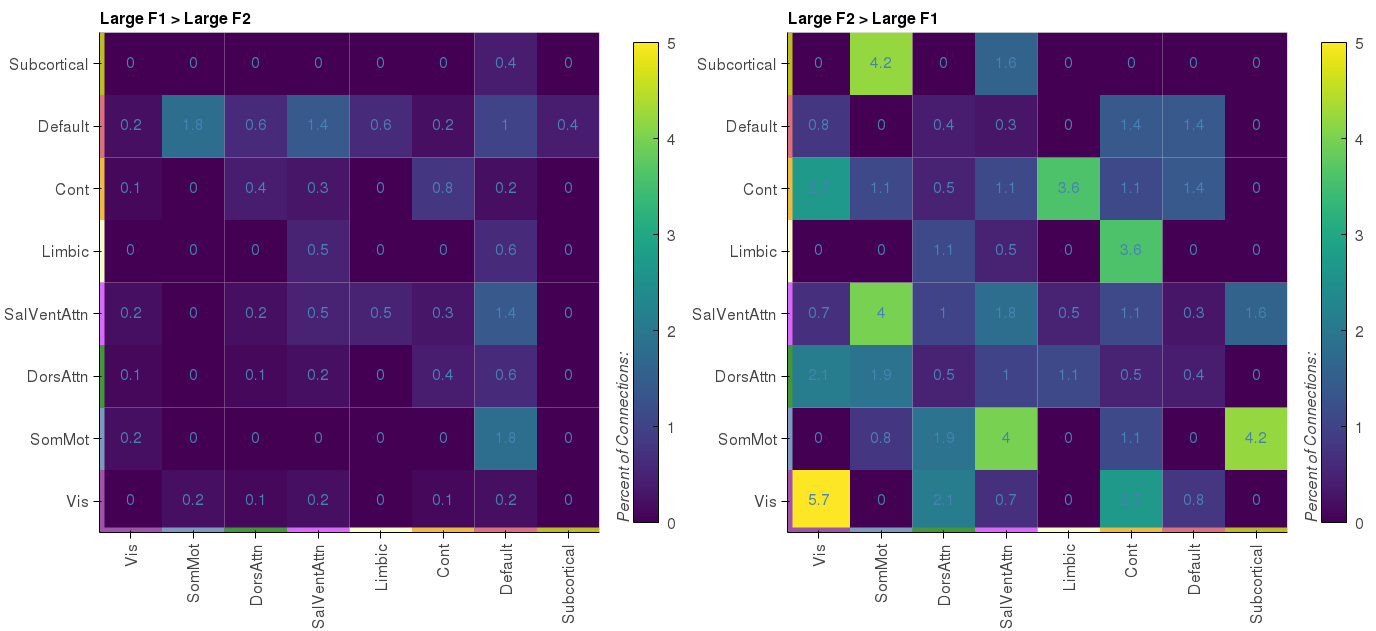 Large F1 > Large F2
Subcortical 0 0 0 0 0 0 0.4 0
Default 0.2 1.8 0.6 1.4 0.6 0.2 1 0.4
Cont 0.1 0 0.4 0.3 0 0.8 0.2 0
Limbic 0 0 0 0.5 0 0 0.6 0
SalVentAttn 0.2 0 0.2 0.5 0.5 0.3 1.4 0
DorsAttn 0.1 0 0.1 0.2 0 0.4 0.6 0
SomMot 0.2 0 0 0 0 0 1.8 0
Vis 0 0.2 0.1 0.2 0 0.1 0.2 0
Vis SomMot DorsAttn SalVentAttn Limbic Cont Default Subcortical
Percent of Connections:
5
4
3
2
1
0
Large F2 > Large F1
Subcortical 0 4.2 0 1.6 0 0 0 0
Default 0.8 0 0.4 0.3 0 1.4 1.4 0
Cont 1.1 0.5 1.1 3.6 1.1 1.4 0
Limbic 0 0 1.1 0.5 0 3.6 0 0
SalVentAttn 0.7 4 1 1.8 0.5 1.1 0.3 1.6
DorsAttn 2.1 1.9 0.5 1 1.1 0.5 0.4 0
SomMot 0 0.8 1.9 4 0 1.1 0 4.2
Vis 5.7 0 2.1 0.7 0 0.8 0
Vis SomMot DorsAttn SalVentAttn Limbic Cont Default Subcortical
Percent of Connections:
5
4
3
2
1
0